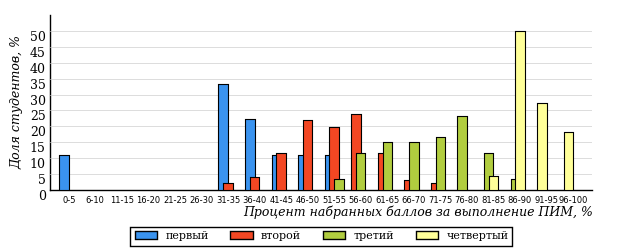 Доля студентов, %
50
45
40
35
30
25
20
15
10
5
0
0-5 6-10 11-15 16-20 21-25 26-30 31-35 36-40 41-45 46-50 51-55 56-60 61-65 66-70 71-75 76-80 81-85 86-90 91-95 96-100
Процент набранных баллов за выполнение ПИМ, %
первый второй третий четвертый